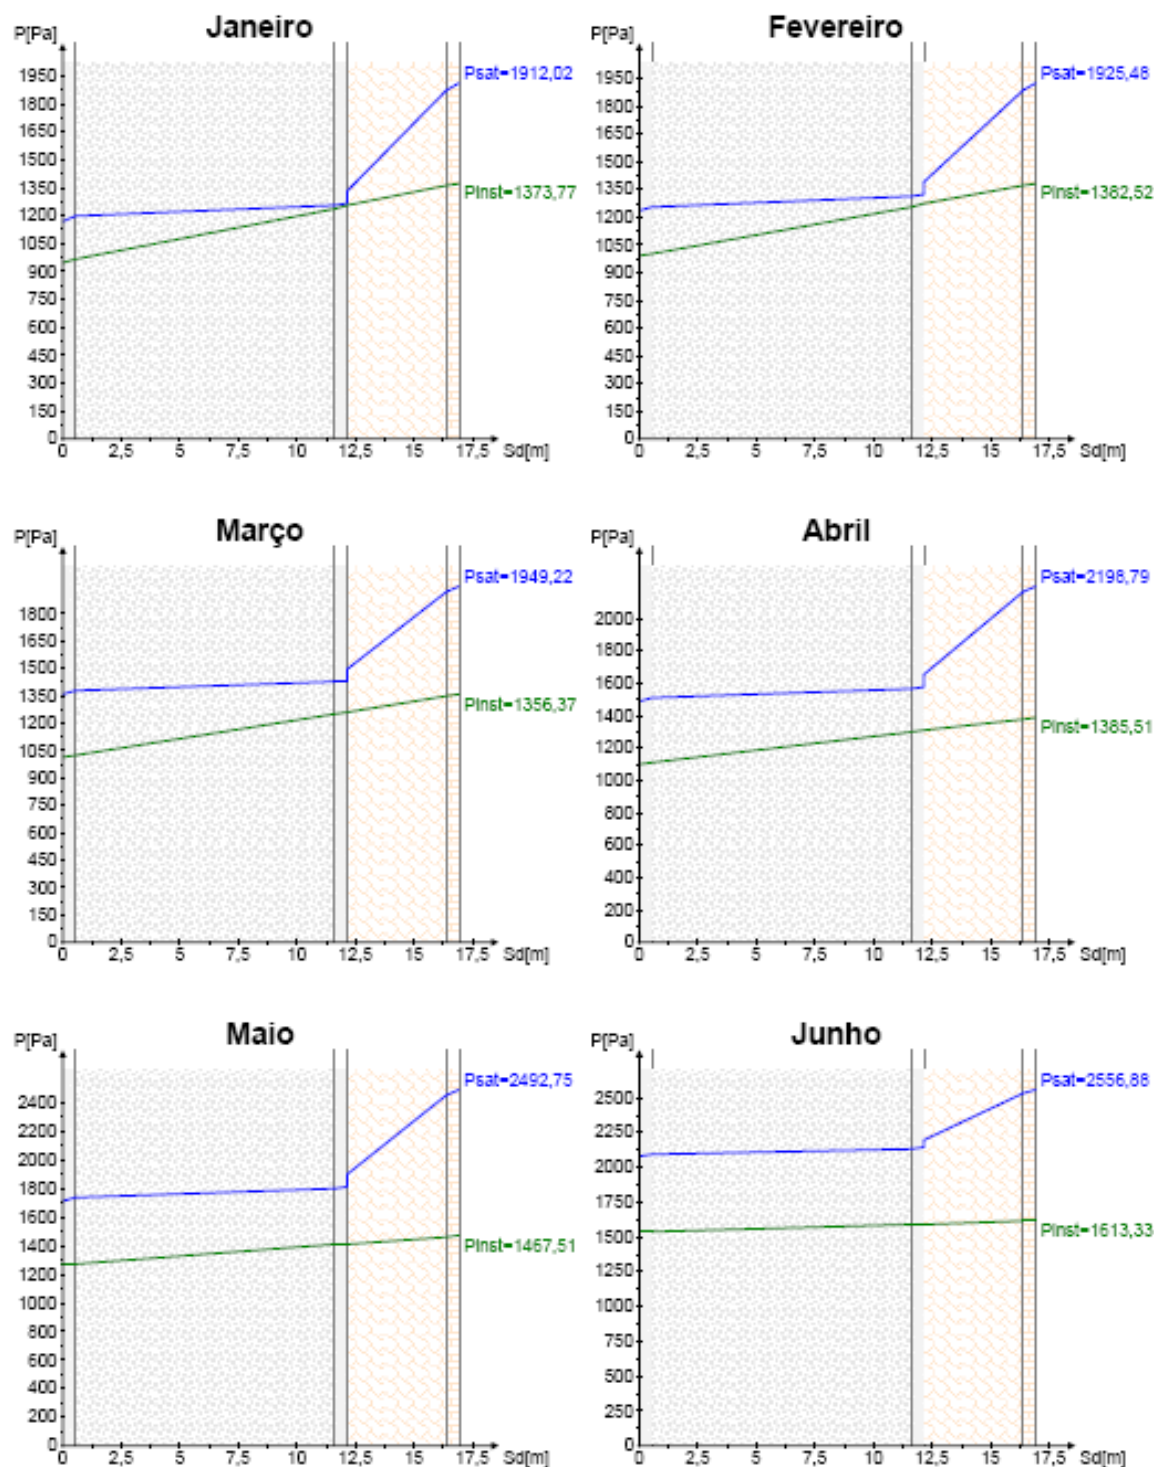 Janeiro
P[Pa]
Psat=1912,02
Pinst=1373,77
1950
1800
1650
1500
1350
1200
1050
900
750
600
450
300
150
0
0 2,5 5 7,5 10 12,5 15 17,5 Sd[m]
Fevereiro
P[Pa]
Psat=1925,48
Pinst=1382,52
1950
1800
1650
1500
1350
1200
1050
900
750
600
450
300
150
0
0 2,5 5 7,5 10 12,5 15 17,5 Sd[m]
Março
P[Pa]
Psat=1949,22
Pinst=1356,37
1800
1650
1500
1350
1200
1050
900
750
600
450
300
150
0
0 2,5 5 7,5 10 12,5 15 17,5 Sd[m]
Abril
P[Pa]
Psat=2198,79
Pinst=1385,51
2000
1800
1600
1400
1200
1000
800
600
400
200
0
0 2,5 5 7,5 10 12,5 15 17,5 Sd[m]
Maio
P[Pa]
Psat=2492,75
Pinst=1467,51
2400
2200
2000
1800
1600
1400
1200
1000
800
600
400
200
0
0 2,5 5 7,5 10 12,5 15 17,5 Sd[m]
Junho
P[Pa]
Psat=2556,88
Pinst=1613,33
2500
2250
2000
1750
1500
1250
1000
750
500
250
0
0 2,5 5 7,5 10 12,5 15 17,5 Sd[m]